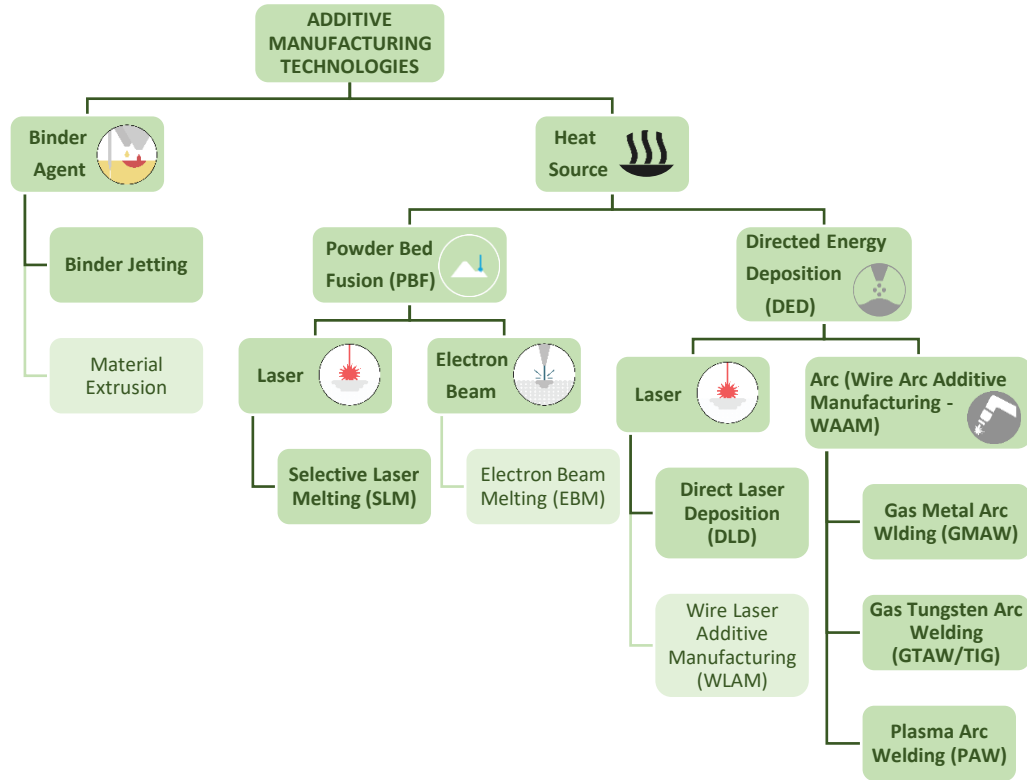 ADDITIVE
MANUFACTURING
TECHNOLOGIES
Binder
Agent
Heat
Source
Binder Jetting
Material
Extrusion
Powder Bed
Fusion (PBF)
Directed Energy
Deposition
(DED)
Laser
Electron
Beam
Laser
Arc (Wire Arc Additive
Manufacturing -
WAAM)
Selective Laser
Melting (SLM)
Electron Beam
Melting (EBM)
Direct Laser
Deposition
(DLD)
Wire Laser
Additive
Manufacturing
(WLAM)
Gas Metal Arc
Wlding (GMAW)
Gas Tungsten Arc
Welding
(GTAW/TIG)
Plasma Arc
Welding (PAW)